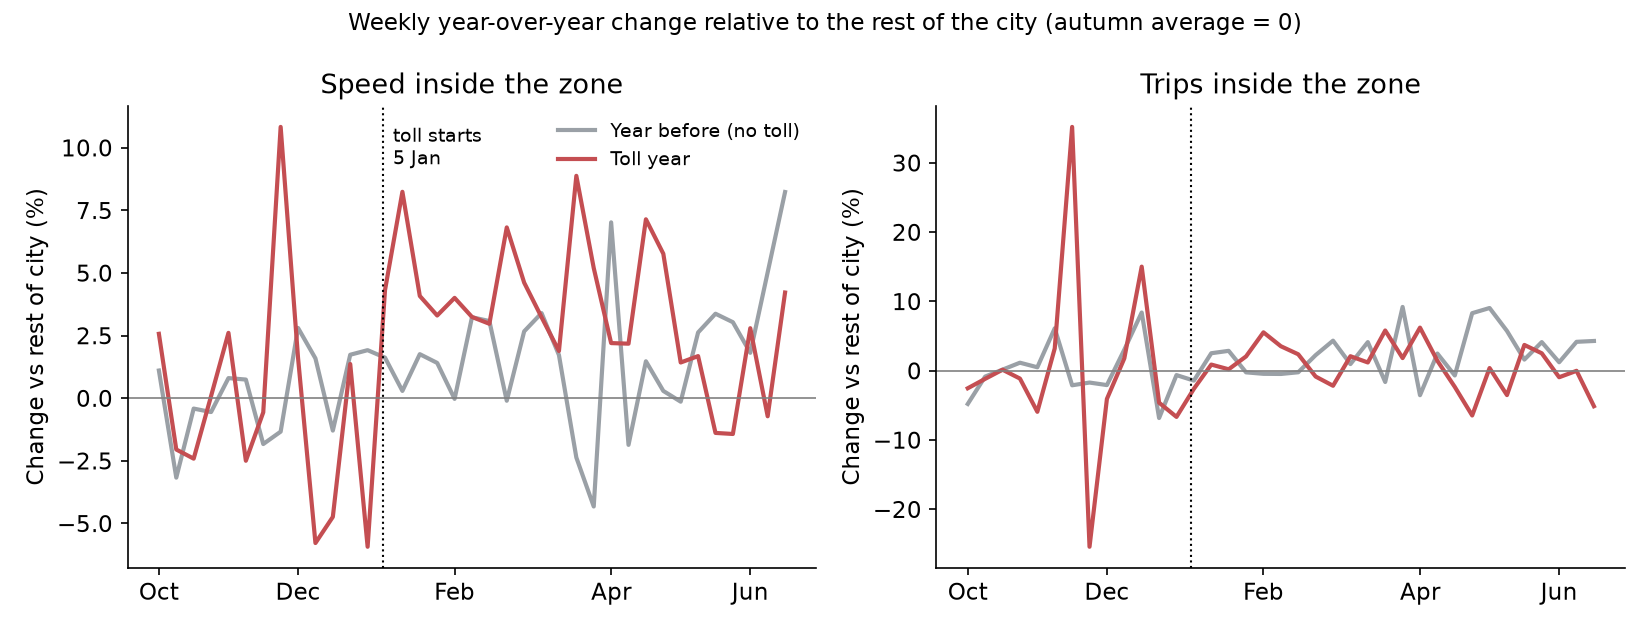 Weekly year-over-year change relative to the rest of the city (autumn average = 0)
Speed inside the zone
Change vs rest of city (%)
10.0
7.5
5.0
2.5
0.0
−2.5
−5.0
toll starts
5 Jan
Year before (no toll)
Toll year
Oct
Dec
Feb
Apr
Jun
Trips inside the zone
Change vs rest of city (%)
30
20
10
0
−10
−20
Oct
Dec
Feb
Apr
Jun